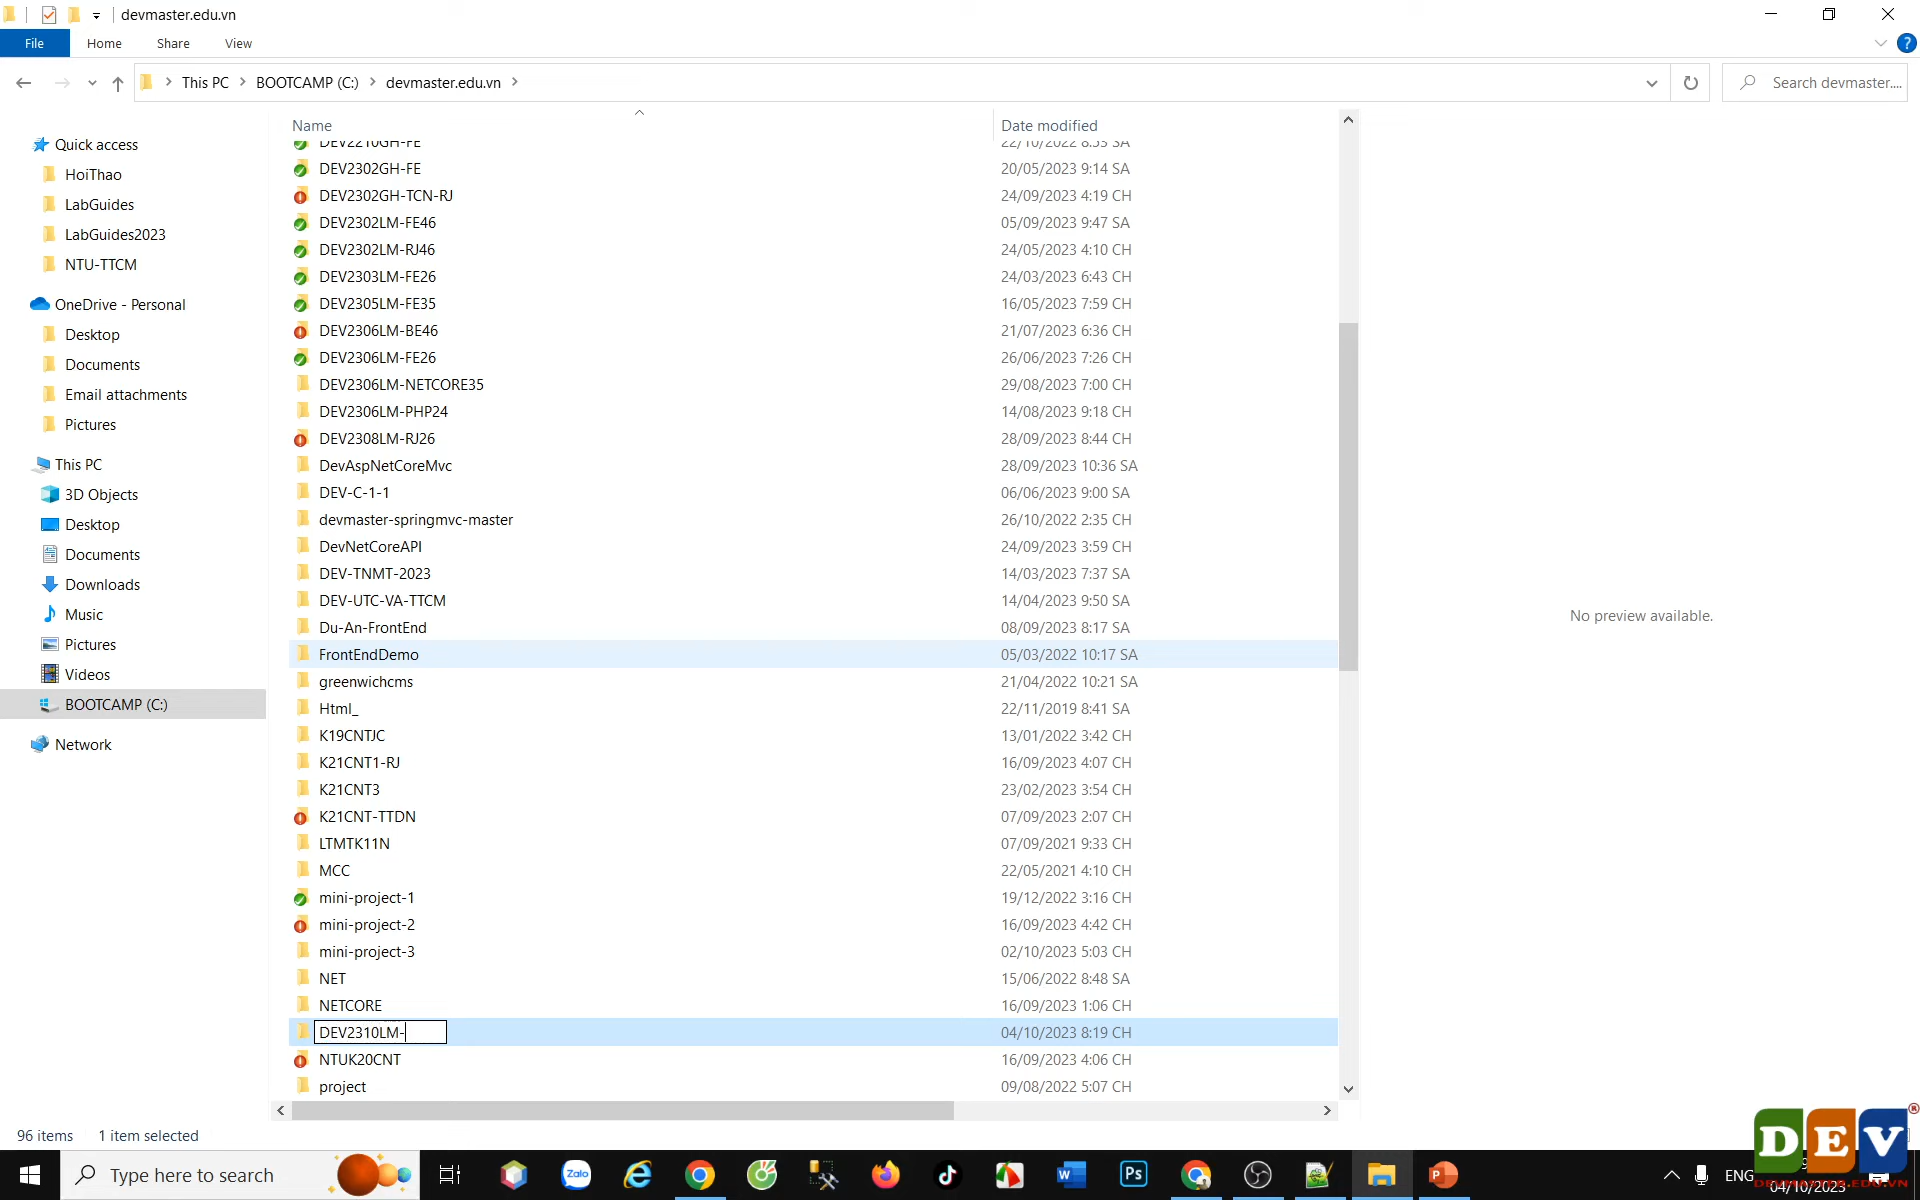 devmaster.edu.vn
File Home Share View
This PC BOOTCAMP (C:) devmaster.edu.vn Search devmaster....
Name Date modified
DEV2210GH-FE 22/10/2022 8:53 SA
DEV2302GH-FE 20/05/2023 9:14 SA
DEV2302GH-TCN-RJ 24/09/2023 4:19 CH
DEV2302LM-FE46 05/09/2023 9:47 SA
DEV2302LM-RJ46 24/05/2023 4:10 CH
DEV2303LM-FE26 24/03/2023 6:43 CH
DEV2305LM-FE35 16/05/2023 7:59 CH
DEV2306LM-BE46 21/07/2023 6:36 CH
DEV2306LM-FE26 26/06/2023 7:26 CH
DEV2306LM-NETCORE35 29/08/2023 7:00 CH
DEV2306LM-PHP24 14/08/2023 9:18 CH
DEV2308LM-RJ26 28/09/2023 8:44 CH
DevAspNetCoreMvc 28/09/2023 10:36 SA
DEV-C-1-1 06/06/2023 9:00 SA
devmaster-springmvc-master 26/10/2022 2:35 CH
DevNetCoreAPI 24/09/2023 3:59 CH
DEV-TNMT-2023 14/03/2023 7:37 SA
DEV-UTC-VA-TTCM 14/04/2023 9:50 SA
Du-An-FrontEnd 08/09/2023 8:17 SA
FrontEndDemo 05/03/2022 10:17 SA
greenwichcms 21/04/2022 10:21 SA
Html_ 22/11/2019 8:41 SA
K19CNTJC 13/01/2022 3:42 CH
K21CNT1-RJ 16/09/2023 4:07 CH
K21CNT3 23/02/2023 3:54 CH
K21CNT-TTDN 07/09/2023 2:07 CH
LTMTK11N 07/09/2021 9:33 CH
MCC 22/05/2021 4:10 CH
mini-project-1 19/12/2022 3:16 CH
mini-project-2 16/09/2023 4:42 CH
mini-project-3 02/10/2023 5:03 CH
NET 15/06/2022 8:48 SA
NETCORE 16/09/2023 1:06 CH
DEV2310LM- 04/10/2023 8:19 CH
NTUK20CNT 16/09/2023 4:06 CH
project 09/08/2022 5:07 CH
Quick access
HoiThao
LabGuides
LabGuides2023
NTU-TTCM
OneDrive - Personal
Desktop
Documents
Email attachments
Pictures
This PC
3D Objects
Desktop
Documents
Downloads
Music
Pictures
Videos
BOOTCAMP (C:)
Network
No preview available.
96 items 1 item selected
DEV
DEVMASTER.EDU.VN
Type here to search
Zalo
Ps
ENG
04/10/2023